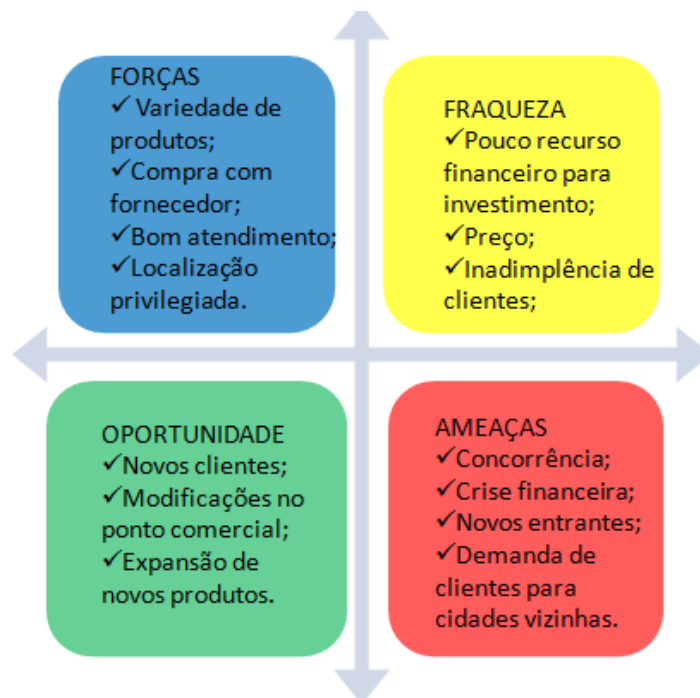 FORÇAS
✓ Variedade de
produtos;
✓Compra com
fornecedor;
✓Bom atendimento;
✓Localização
privilegiada.
FRAQUEZA
✓Pouco recurso
financeiro para
investimento;
✓Preço;
✓Inadimplência de
clientes;
OPORTUNIDADE
✓Novos clientes;
✓Modificações no
ponto comercial;
✓Expansão de
novos produtos.
AMEAÇAS
✓Concorrência;
✓Crise financeira;
✓Novos entrantes;
✓Demanda de
clientes para
cidades vizinhas.